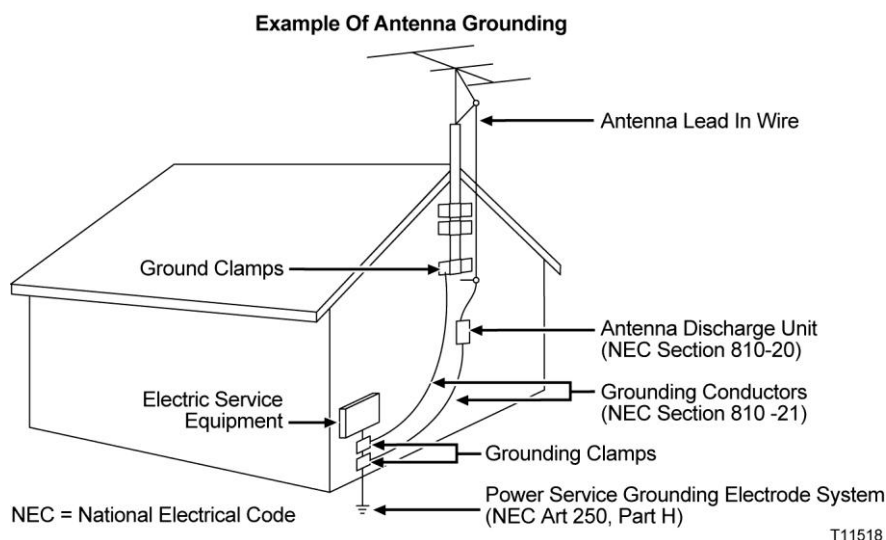 Example Of Antenna Grounding
Antenna Lead In Wire
Ground Clamps
Antenna Discharge Unit
(NEC Section 810-20)
Electric Service
Equipment
Grounding Conductors
(NEC Section 810 -21)
Grounding Clamps
Power Service Grounding Electrode System
(NEC Art 250, Part H)
NEC = National Electrical Code
T11518